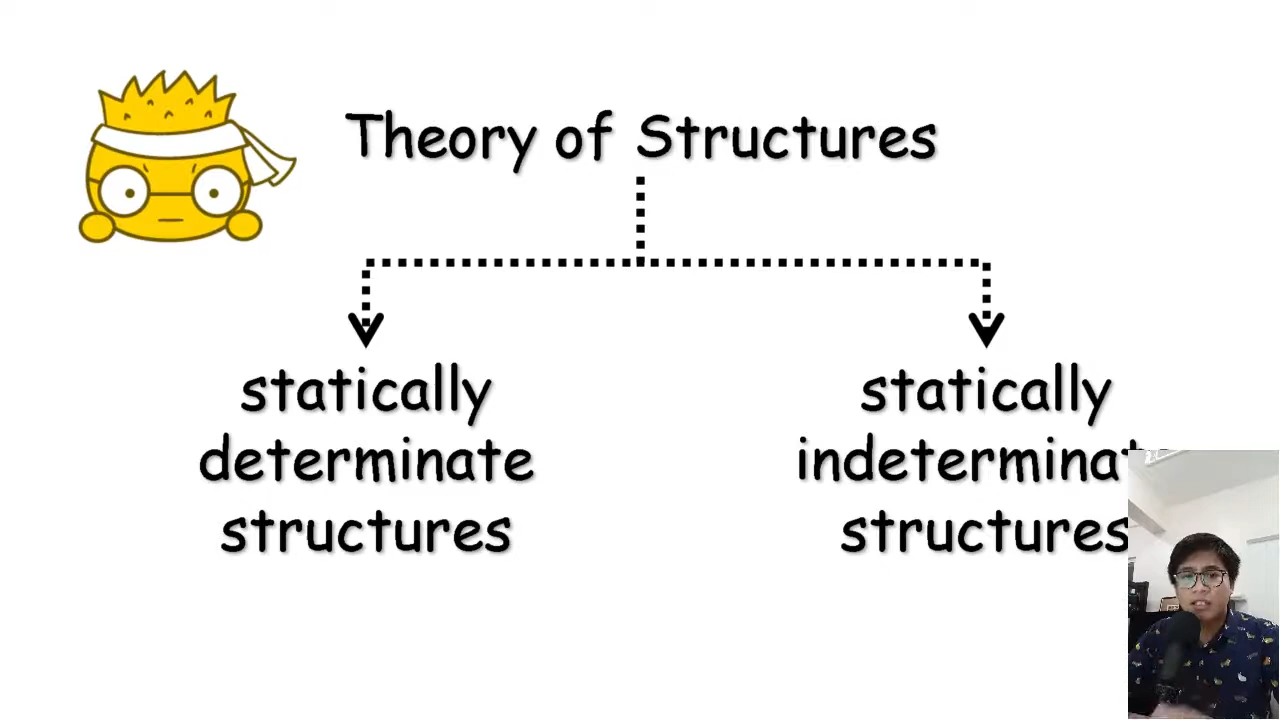 Theory of Structures
statically
determinate
structures
statically
indeterminat
structures